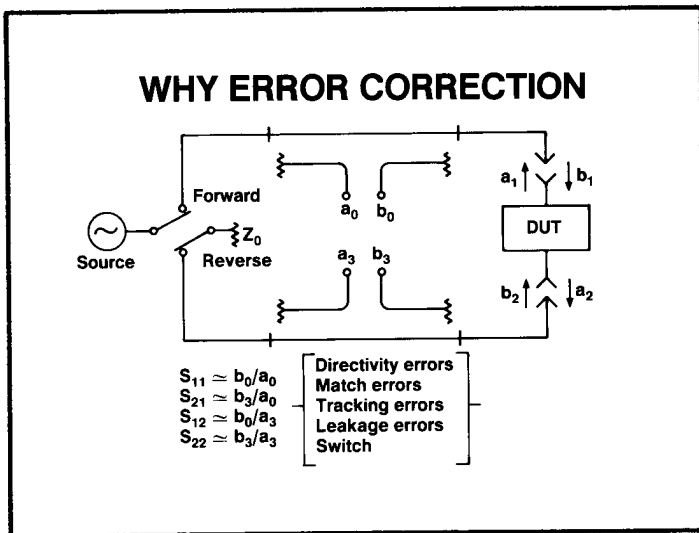 WHY ERROR CORRECTION
Forward
Source
Z₀
Reverse
a₀ b₀
a₃ b₃
a₁ b₁
DUT
b₂ a₂
S₁₁ ≃ b₀/a₀
S₂₁ ≃ b₃/a₀
S₁₂ ≃ b₀/a₃
S₂₂ ≃ b₃/a₃
Directivity errors
Match errors
Tracking errors
Leakage errors
Switch